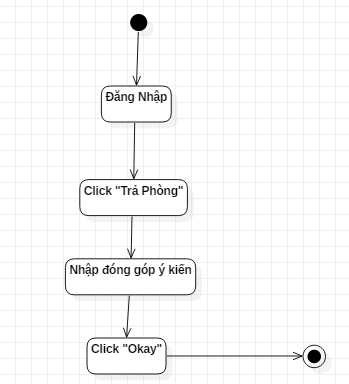 Đăng Nhập
Click "Trả Phòng"
Nhập đóng góp ý kiến
Click "Okay"